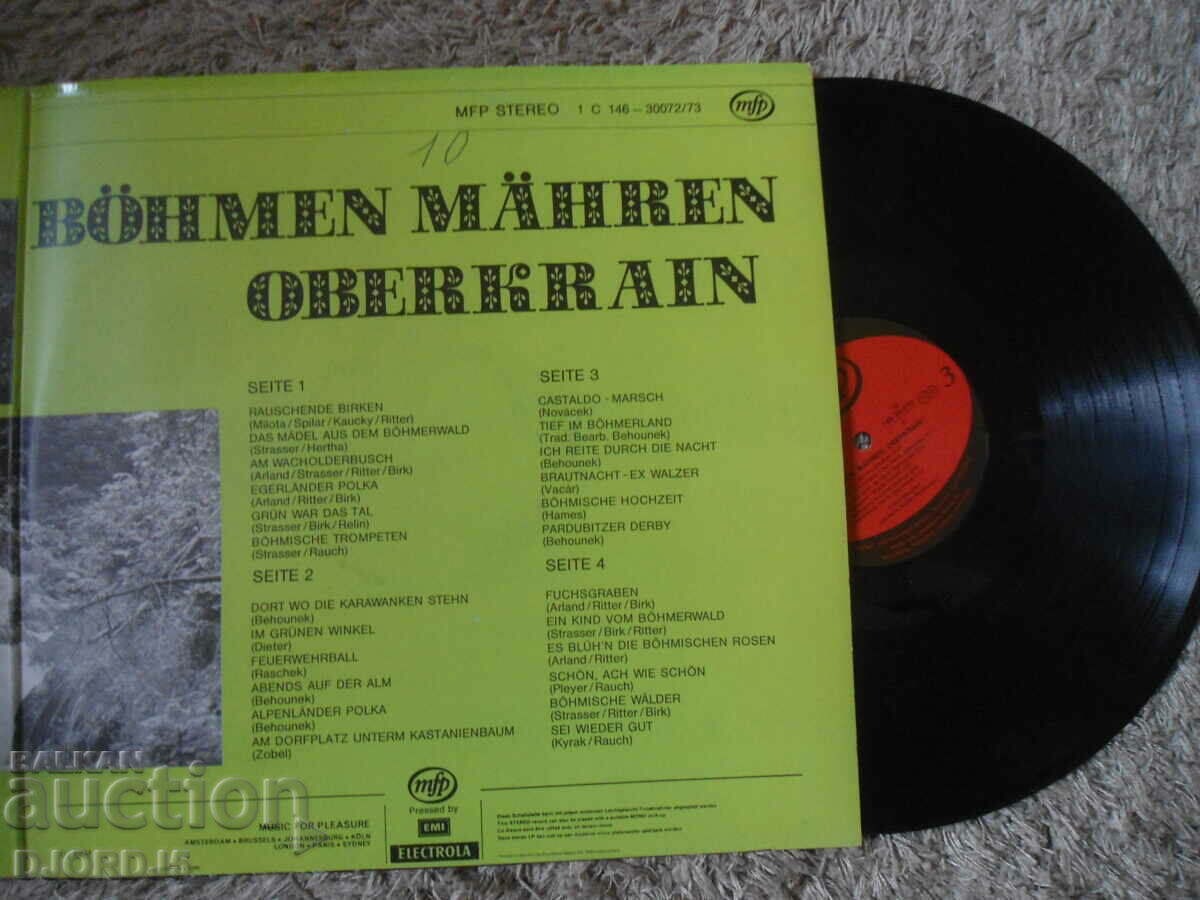 MFP STEREO 1 C 146 – 30072/73 mfp
10
BÖHMEN MÄHREN
OBERKRAIN
SEITE 1
RAUSCHENDE BIRKEN
(Milota/Spilar/Kaucky/Ritter)
DAS MÄDEL AUS DEM BÖHMERWALD
(Strasser/Hertha)
AM WACHOLDERBUSCH
(Arland/Strasser/Ritter/Birk)
EGERLÄNDER POLKA
(Arland/Ritter/Birk)
GRÜN WAR DAS TAL
(Strasser/Birk/Relin)
BÖHMISCHE TROMPETEN
(Strasser/Rauch)
SEITE 2
DORT WO DIE KARAWANKEN STEHN
(Behounek)
IM GRÜNEN WINKEL
(Dieter)
FEUERWEHRBALL
(Raschek)
ABENDS AUF DER ALM
(Behounek)
ALPENLÄNDER POLKA
(Behounek)
AM DORFPLATZ UNTERM KASTANIENBAUM
(Zobel)
SEITE 3
CASTALDO - MARSCH
(Novácek)
TIEF IM BÖHMERLAND
(Trad. Bearb. Behounek)
ICH REITE DURCH DIE NACHT
(Behounek)
BRAUTNACHT - EX WALZER
(Vacár)
BÖHMISCHE HOCHZEIT
(Hames)
PARDUBITZER DERBY
(Behounek)
SEITE 4
FUCHSGRABEN
(Arland/Ritter/Birk)
EIN KIND VOM BÖHMERWALD
(Strasser/Birk/Ritter)
ES BLÜH'N DIE BÖHMISCHEN ROSEN
(Arland/Ritter)
SCHÖN, ACH WIE SCHÖN
(Pleyer/Rauch)
BÖHMISCHE WÄLDER
(Strasser/Ritter/Birk)
SEI WIEDER GUT
(Kyrak/Rauch)
3
mfp
Pressed by
EMI
ELECTROLA
MUSIC FOR PLEASURE
AMSTERDAM • BRUSSELS • JOHANNESBURG • KÖLN
LONDON • PARIS • SYDNEY
BALKAN
auction
D.JORD.15